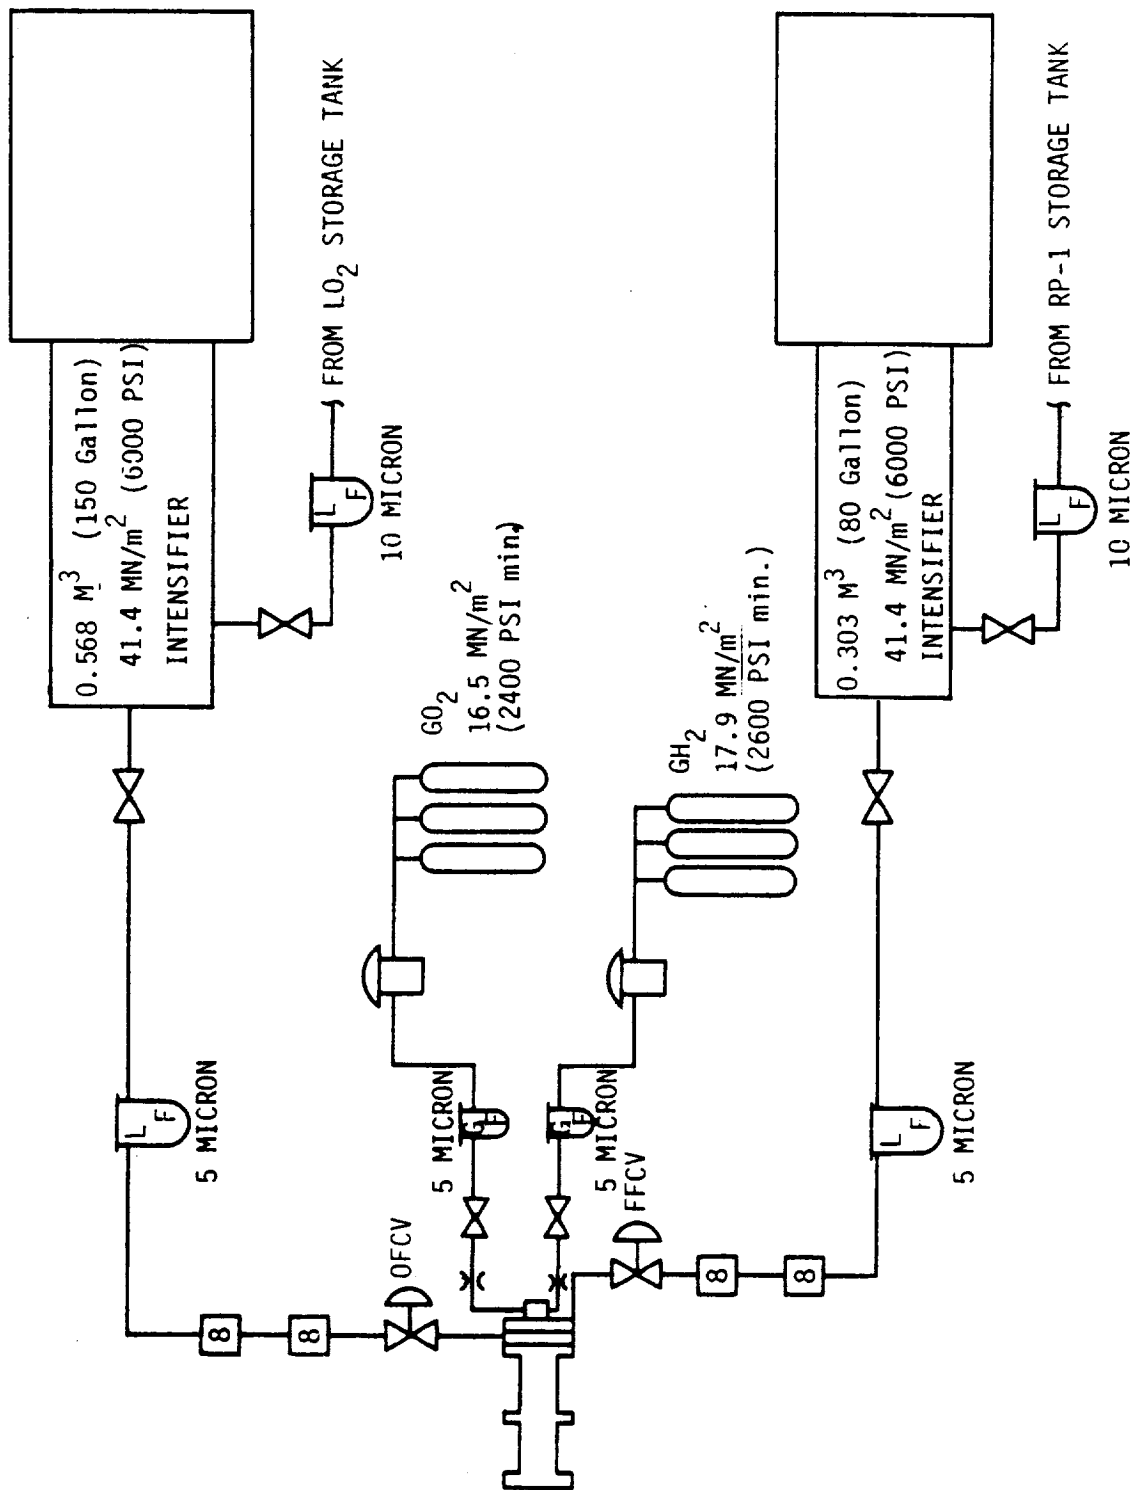 0.568 M³ (150 Gallon)
41.4 MN/m² (6000 PSI)
INTENSIFIER
FROM LO₂ STORAGE TANK
L
F
10 MICRON
L
F
5 MICRON
8
8
OFCV
GO₂
16.5 MN/m²
(2400 PSI min)
G
F
5 MICRON
GH₂
17.9 MN/m²
(2600 PSI min.)
G
F
5 MICRON
FFCV
8
8
0.303 M³ (80 Gallon)
41.4 MN/m² (6000 PSI)
INTENSIFIER
FROM RP-1 STORAGE TANK
L
F
10 MICRON
L
F
5 MICRON